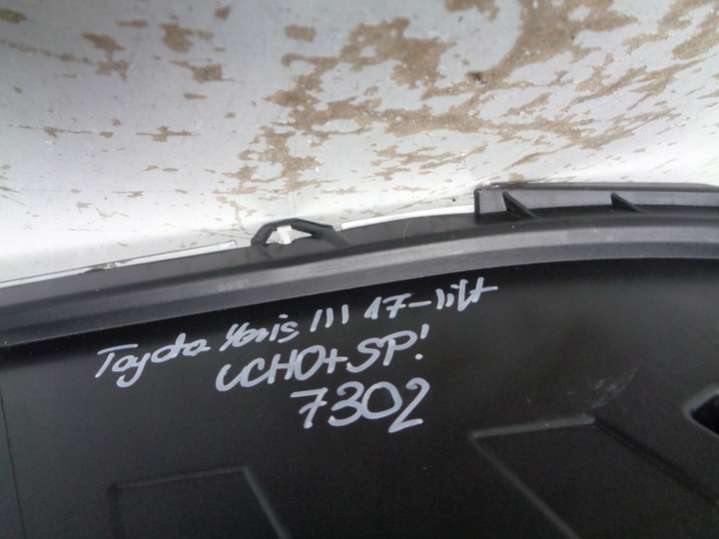 Toyota Yaris III 17-lift
UCHO+SP!
7302